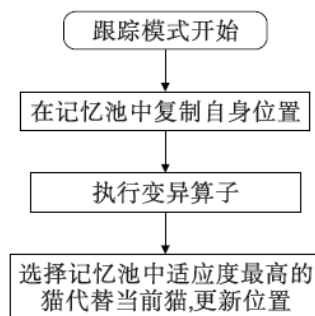 跟踪模式开始
在记忆池中复制自身位置
执行变异算子
选择记忆池中适应度最高的
猫代替当前猫,更新位置